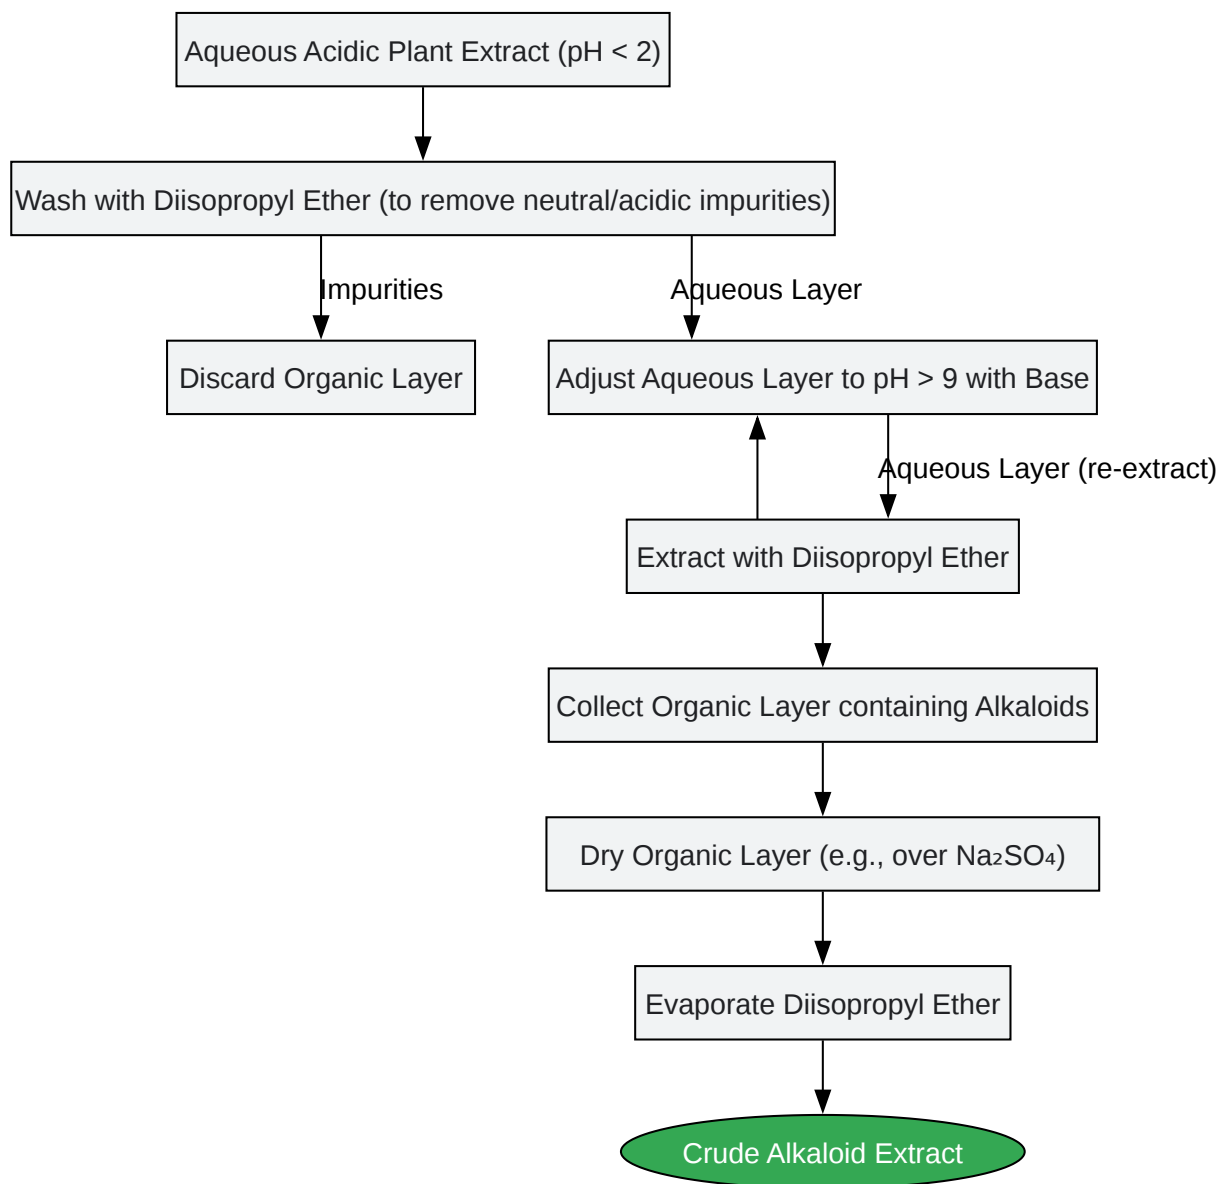 Aqueous Acidic Plant Extract (pH < 2)
Wash with Diisopropyl Ether (to remove neutral/acidic impurities)
Impurities
Aqueous Layer
Discard Organic Layer
Adjust Aqueous Layer to pH > 9 with Base
Aqueous Layer (re-extract)
Extract with Diisopropyl Ether
Collect Organic Layer containing Alkaloids
Dry Organic Layer (e.g., over Na₂SO₄)
Evaporate Diisopropyl Ether
Crude Alkaloid Extract